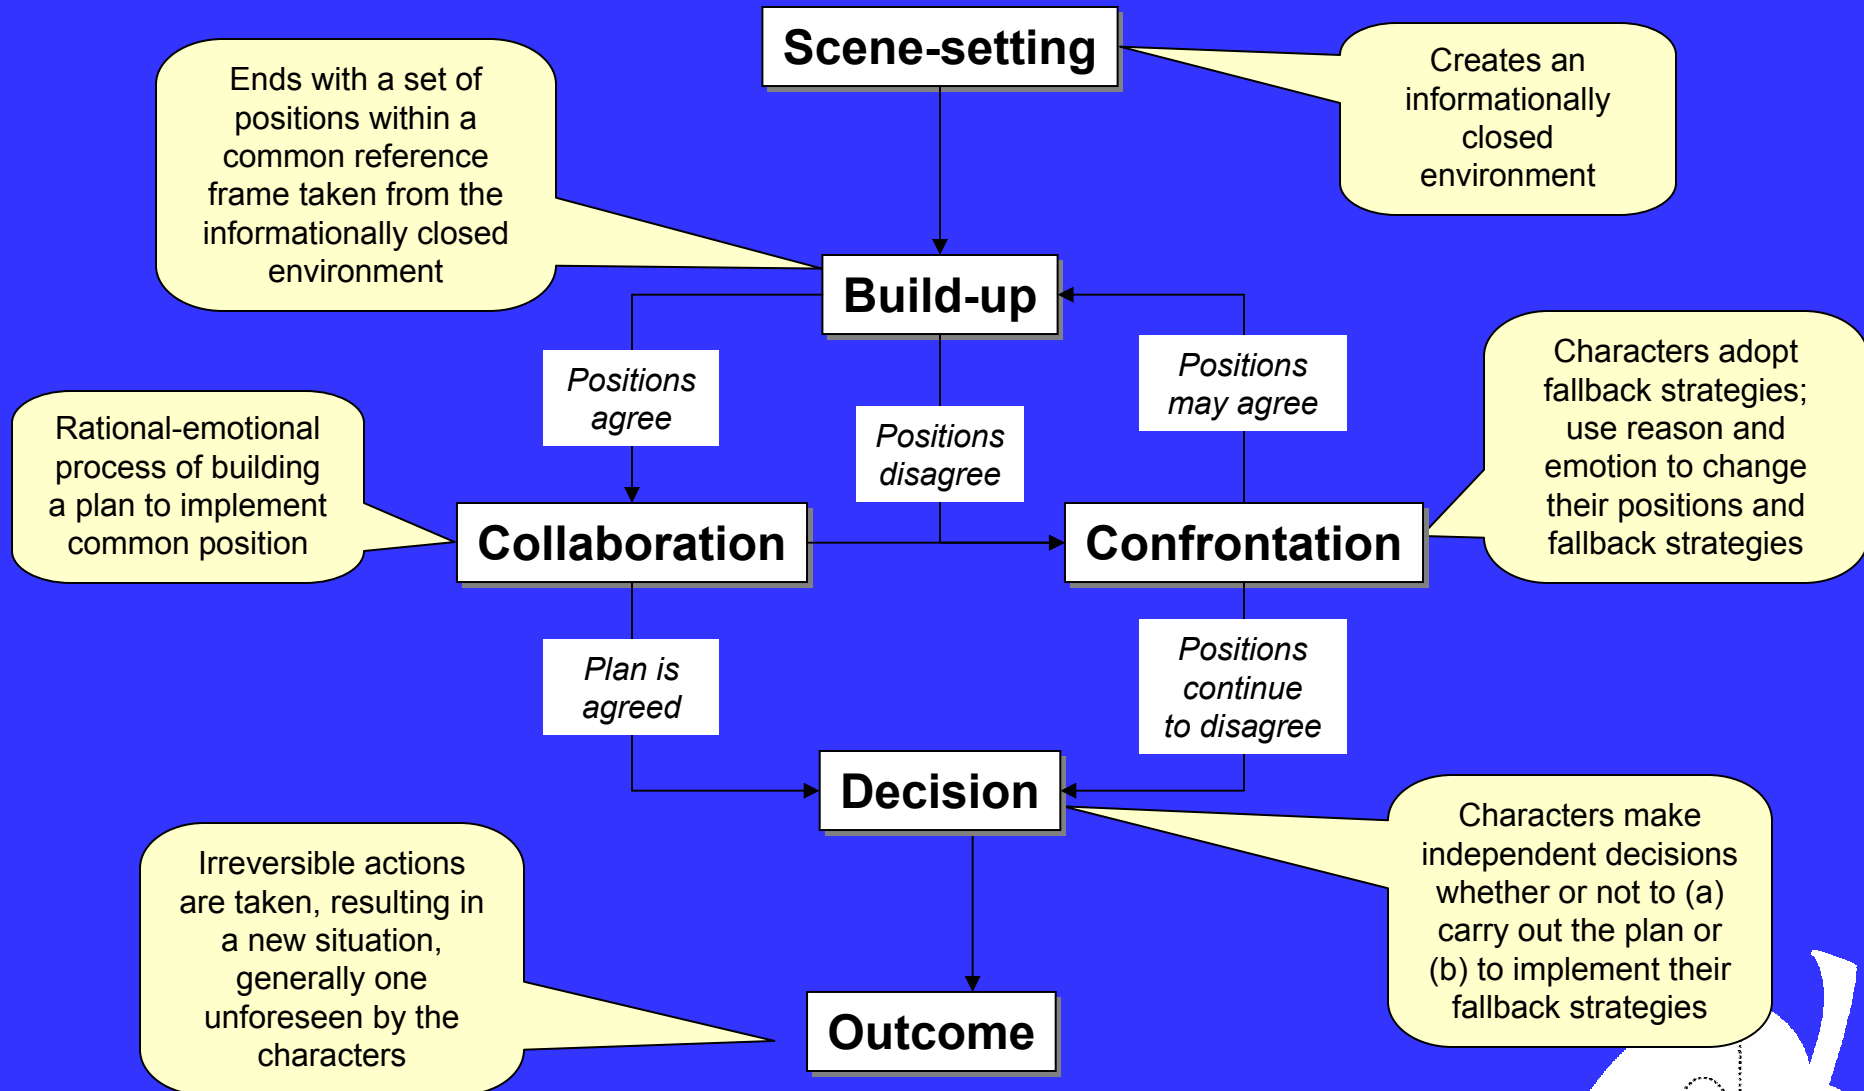 Scene-setting
Ends with a set of
positions within a
common reference
frame taken from the
informationally closed
environment
Creates an
informationally
closed
environment
Build-up
Positions
agree
Positions
disagree
Positions
may agree
Characters adopt
fallback strategies;
use reason and
emotion to change
their positions and
fallback strategies
Rational-emotional
process of building
a plan to implement
common position
Collaboration
Confrontation
Plan is
agreed
Positions
continue
to disagree
Decision
Characters make
independent decisions
whether or not to (a)
carry out the plan or
(b) to implement their
fallback strategies
Irreversible actions
are taken, resulting in
a new situation,
generally one
unforeseen by the
characters
Outcome